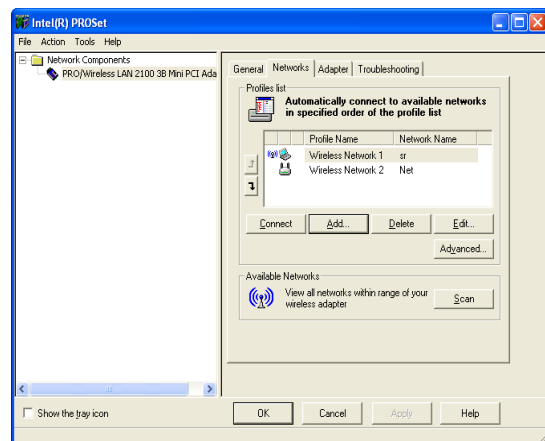 Intel(R) PROSet
File Action Tools Help
Network Components
PRO/Wireless LAN 2100 3B Mini PCI Ada
General Networks Adapter Troubleshooting
Profiles list
Automatically connect to available networks
in specified order of the profile list
Profile Name Network Name
Wireless Network 1 sr
Wireless Network 2 Net
Connect Add... Delete Edit...
Advanced...
Available Networks
View all networks within range of your
wireless adapter
Scan
Show the tray icon
OK Cancel Apply Help